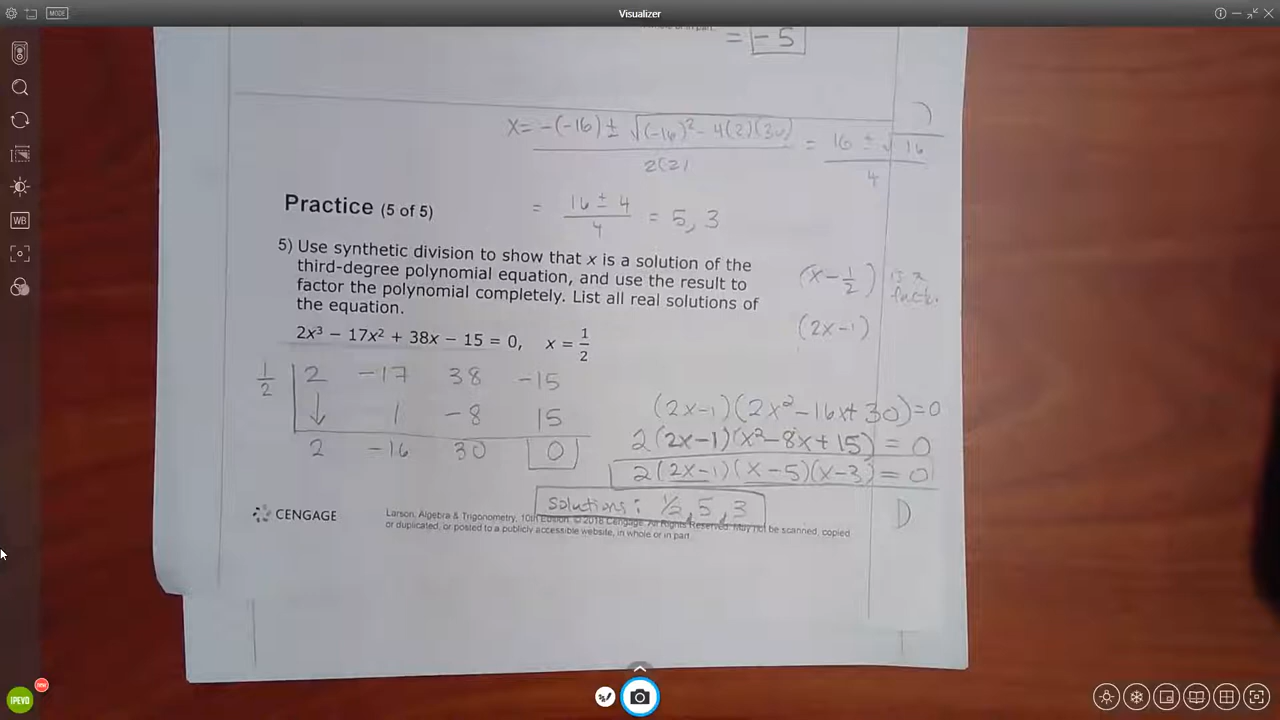 MODE
Visualizer
= -5
x = -(-16) ± √(-16)² - 4(2)(30) / 2(2) = 16 ± √16 / 4
= 16 ± 4 / 4 = 5, 3
Practice (5 of 5)
5) Use synthetic division to show that x is a solution of the
third-degree polynomial equation, and use the result to
factor the polynomial completely. List all real solutions of
the equation.
2x³ − 17x² + 38x − 15 = 0, x = 1/2
(x - 1/2) is a
fact.
(2x-1)
1/2 2 -17 38 -15
↓ 1 -8 15
2 -16 30 0
(2x-1)(2x²-16x+30)=0
2(2x-1)(x²-8x+15) = 0
2(2x-1)(x-5)(x-3) = 0
Solutions: 1/2, 5, 3
D
CENGAGE
Larson, Algebra & Trigonometry, 10th Edition. © 2018 Cengage. All Rights Reserved. May not be scanned, copied
or duplicated, or posted to a publicly accessible website, in whole or in part.
IPEVO
new
WB